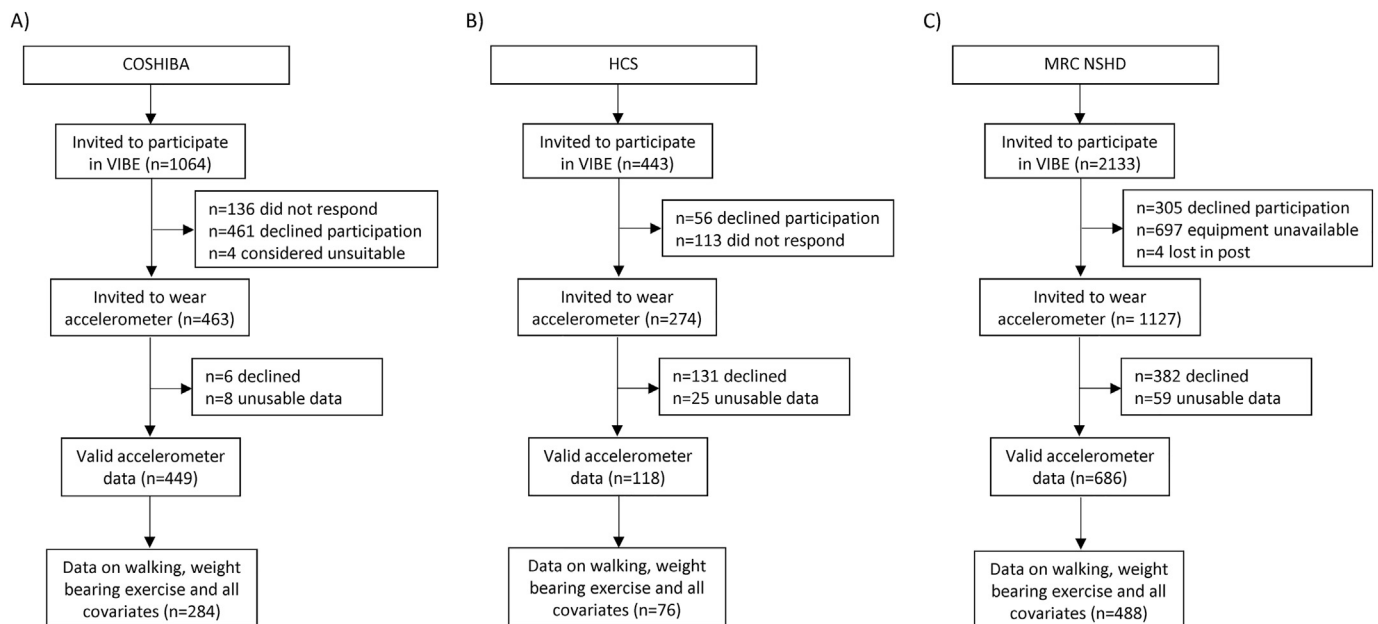 A)
COSHIBA
Invited to participate
in VIBE (n=1064)
n=136 did not respond
n=461 declined participation
n=4 considered unsuitable
Invited to wear
accelerometer (n=463)
n=6 declined
n=8 unusable data
Valid accelerometer
data (n=449)
Data on walking, weight
bearing exercise and all
covariates (n=284)
B)
HCS
Invited to participate
in VIBE (n=443)
n=56 declined participation
n=113 did not respond
Invited to wear
accelerometer (n=274)
n=131 declined
n=25 unusable data
Valid accelerometer
data (n=118)
Data on walking, weight
bearing exercise and all
covariates (n=76)
C)
MRC NSHD
Invited to participate
in VIBE (n=2133)
n=305 declined participation
n=697 equipment unavailable
n=4 lost in post
Invited to wear
accelerometer (n= 1127)
n=382 declined
n=59 unusable data
Valid accelerometer
data (n=686)
Data on walking, weight
bearing exercise and all
covariates (n=488)